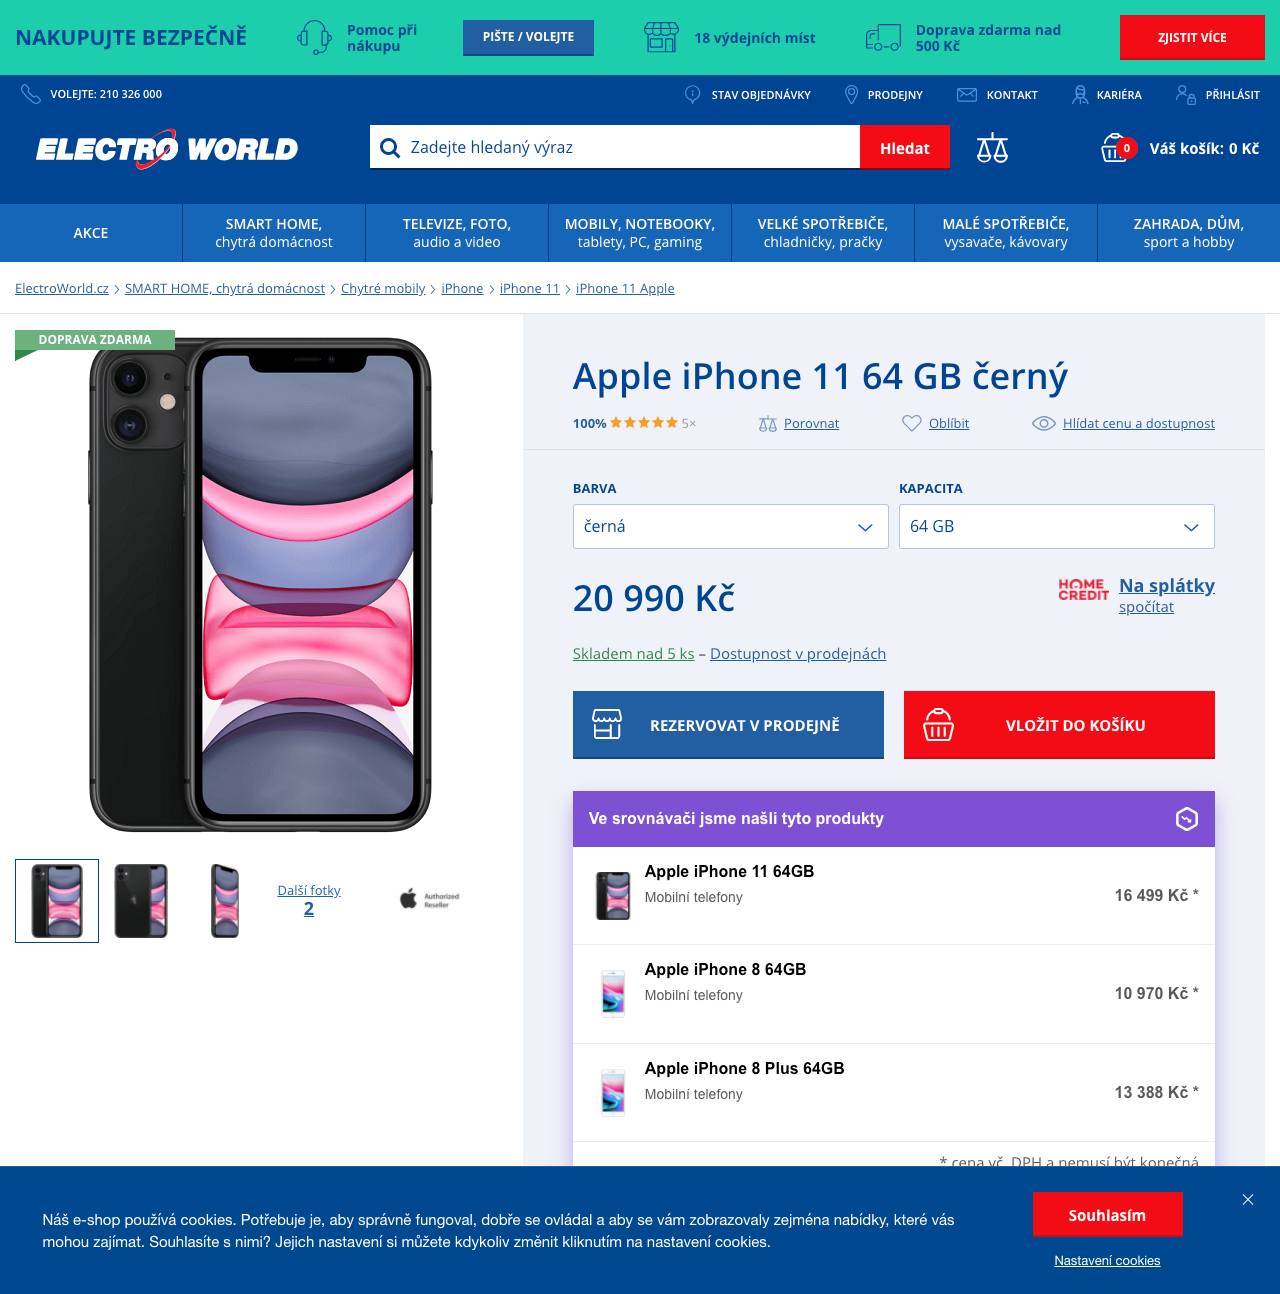 NAKUPUJTE BEZPEČNĚ
Pomoc při
nákupu
PIŠTE / VOLEJTE
18 výdejních míst
Doprava zdarma nad
500 Kč
ZJISTIT VÍCE
VOLEJTE: 210 326 000
STAV OBJEDNÁVKY
PRODEJNY
KONTAKT
KARIÉRA
PŘIHLÁSIT
ELECTRO WORLD
Zadejte hledaný výraz
Hledat
0
Váš košík: 0 Kč
AKCE
SMART HOME,
chytrá domácnost
TELEVIZE, FOTO,
audio a video
MOBILY, NOTEBOOKY,
tablety, PC, gaming
VELKÉ SPOTŘEBIČE,
chladničky, pračky
MALÉ SPOTŘEBIČE,
vysavače, kávovary
ZAHRADA, DŮM,
sport a hobby
ElectroWorld.cz > SMART HOME, chytrá domácnost > Chytré mobily > iPhone > iPhone 11 > iPhone 11 Apple
DOPRAVA ZDARMA
Apple iPhone 11 64 GB černý
100% ★★★★★ 5×
Porovnat
Oblíbit
Hlídat cenu a dostupnost
BARVA
KAPACITA
černá
64 GB
20 990 Kč
HOME
CREDIT
Na splátky
spočítat
Skladem nad 5 ks – Dostupnost v prodejnách
REZERVOVAT V PRODEJNĚ
VLOŽIT DO KOŠÍKU
Ve srovnávači jsme našli tyto produkty
Apple iPhone 11 64GB
Mobilní telefony
16 499 Kč *
Apple iPhone 8 64GB
Mobilní telefony
10 970 Kč *
Apple iPhone 8 Plus 64GB
Mobilní telefony
13 388 Kč *
* cena vč. DPH a nemusí být konečná
Další fotky
2
Authorized
Reseller
Náš e-shop používá cookies. Potřebuje je, aby správně fungoval, dobře se ovládal a aby se vám zobrazovaly zejména nabídky, které vás
mohou zajímat. Souhlasíte s nimi? Jejich nastavení si můžete kdykoliv změnit kliknutím na nastavení cookies.
Souhlasím
Nastavení cookies